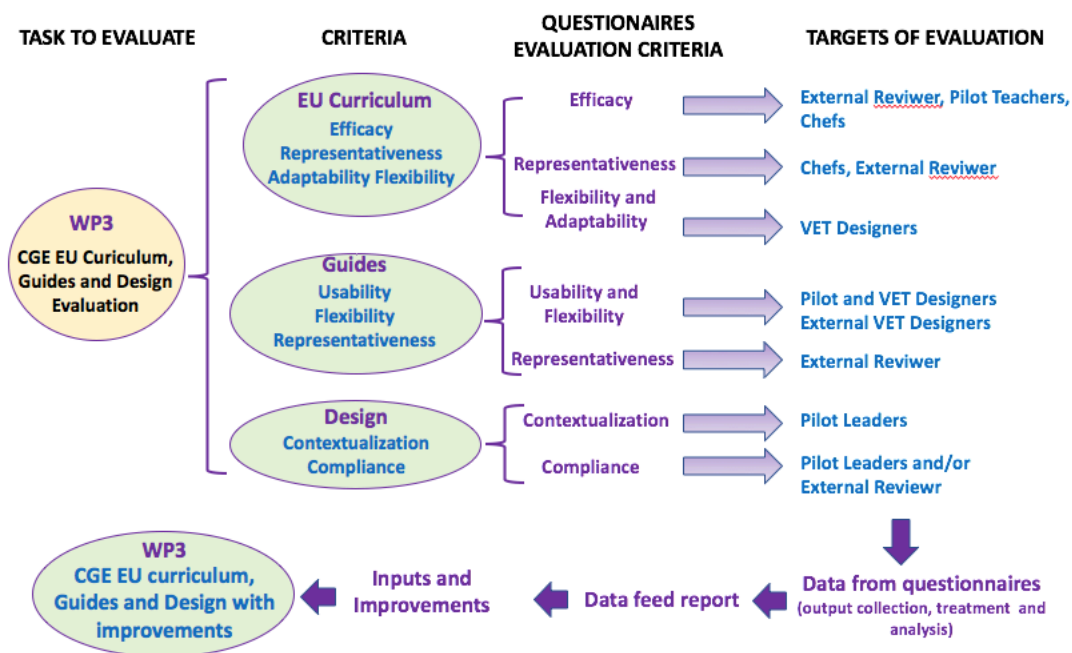 TASK TO EVALUATE
CRITERIA
QUESTIONAIRES
EVALUATION CRITERIA
TARGETS OF EVALUATION
WP3
CGE EU Curiculum,
Guides and Design
Evaluation
EU Curriculum
Efficacy
Representativeness
Adaptability Flexibility
Efficacy
External Reviwer, Pilot Teachers,
Chefs
Representativeness
Chefs, External Reviwer
Flexibility and
Adaptability
VET Designers
Guides
Usability
Flexibility
Representativeness
Usability and
Flexibility
Pilot and VET Designers
External VET Designers
Representativeness
External Reviwer
Design
Contextualization
Compliance
Contextualization
Pilot Leaders
Compliance
Pilot Leaders and/or
External Reviewr
Data from questionnaires
(output collection, treatment and
analysis)
Data feed report
Inputs and
Improvements
WP3
CGE EU curriculum,
Guides and Design with
improvements